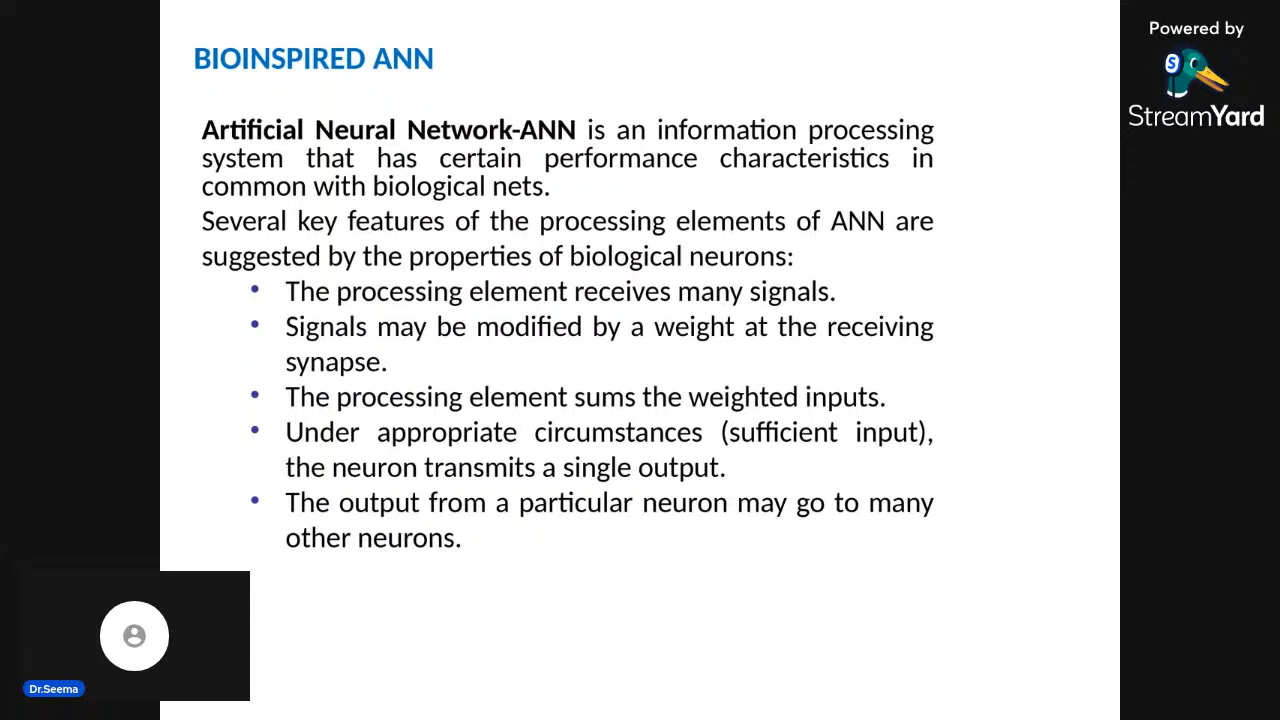 BIOINSPIRED ANN
Powered by
StreamYard
Artificial Neural Network-ANN is an information processing
system that has certain performance characteristics in
common with biological nets.
Several key features of the processing elements of ANN are
suggested by the properties of biological neurons:
• The processing element receives many signals.
• Signals may be modified by a weight at the receiving
synapse.
• The processing element sums the weighted inputs.
• Under appropriate circumstances (sufficient input),
the neuron transmits a single output.
• The output from a particular neuron may go to many
other neurons.
Dr.Seema